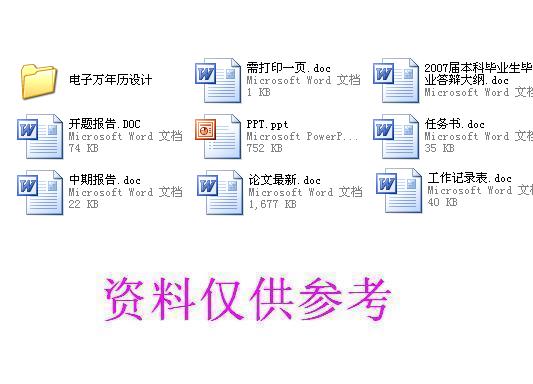 电子万年历设计
需打印一页.doc
Microsoft Word 文档
1 KB
2007届本科毕业生毕
业答辩大纲.doc
Microsoft Word 文档
开题报告.DOC
Microsoft Word 文档
74 KB
PPT.ppt
Microsoft PowerP...
752 KB
任务书.doc
Microsoft Word 文档
35 KB
中期报告.doc
Microsoft Word 文档
22 KB
论文最新.doc
Microsoft Word 文档
1,677 KB
工作记录表.doc
Microsoft Word 文档
40 KB
资料仅供参考